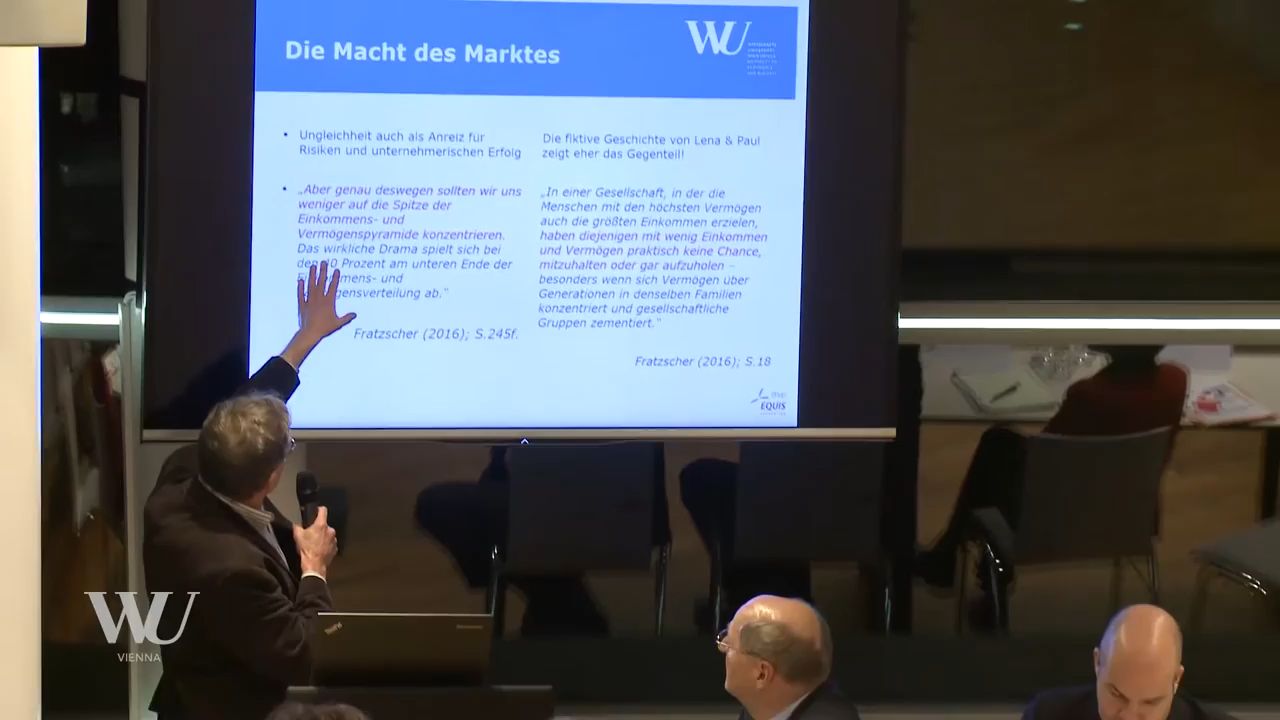 Die Macht des Marktes
WU
• Ungleichheit auch als Anreiz für
Risiken und unternehmerischen Erfolg
• „Aber genau deswegen sollten wir uns
weniger auf die Spitze der
Einkommens- und
Vermögenspyramide konzentrieren.
Das wirkliche Drama spielt sich bei
den 0 Prozent am unteren Ende der
mens- und
gensverteilung ab."
Fratzscher (2016); S.245f.
Die fiktive Geschichte von Lena & Paul
zeigt eher das Gegenteil!
„In einer Gesellschaft, in der die
Menschen mit den höchsten Vermögen
auch die größten Einkommen erzielen,
haben diejenigen mit wenig Einkommen
und Vermögen praktisch keine Chance,
mitzuhalten oder gar aufzuholen –
besonders wenn sich Vermögen über
Generationen in denselben Familien
konzentriert und gesellschaftliche
Gruppen zementiert."
Fratzscher (2016); S.18
EQUIS
WU
VIENNA